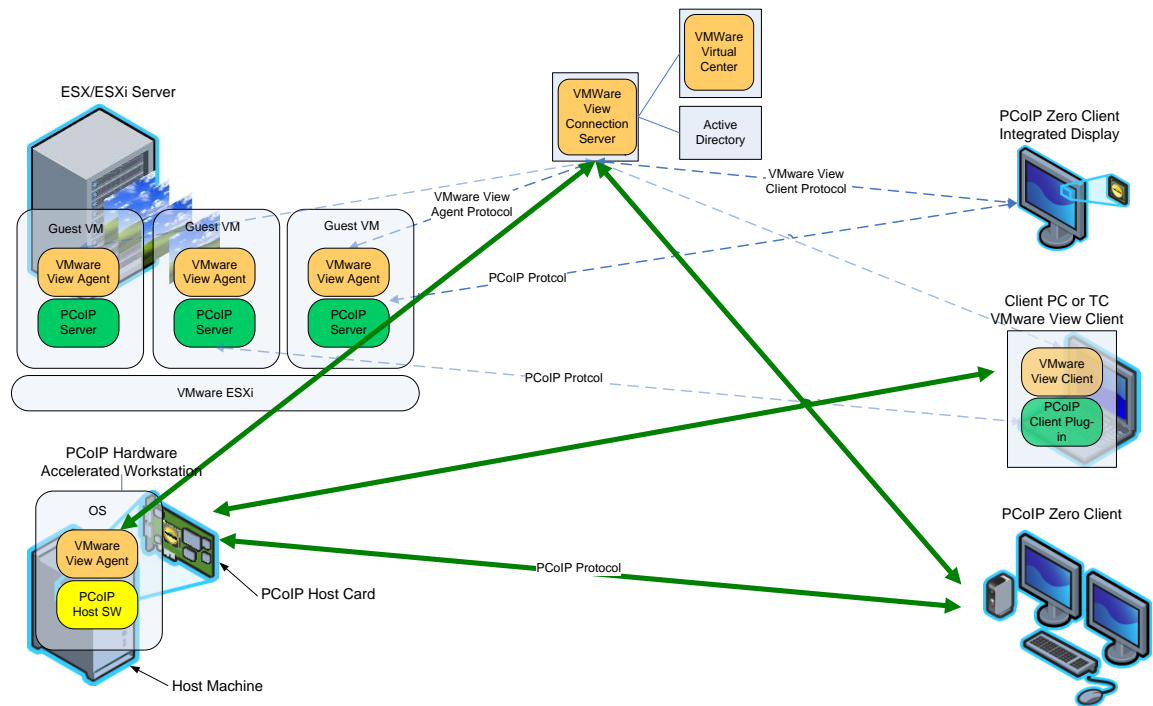 VMWare
Virtual
Center
ESX/ESXi Server
VMWare
View
Connection
Server
Active
Directory
PCoIP Zero Client
Integrated Display
VMware View
Client Protocol
VMware View
Agent Protocol
Guest VM
Guest VM
Guest VM
VMware
View Agent
VMware
View Agent
VMware
View Agent
PCoIP Protcol
PCoIP
Server
PCoIP
Server
PCoIP
Server
Client PC or TC
VMware View Client
VMware
View Client
PCoIP Protcol
PCoIP
Client Plug-
in
VMware ESXi
PCoIP Hardware
Accelerated Workstation
OS
PCoIP Zero Client
VMware
View Agent
PCoIP Protocol
PCoIP
Host SW
PCoIP Host Card
Host Machine